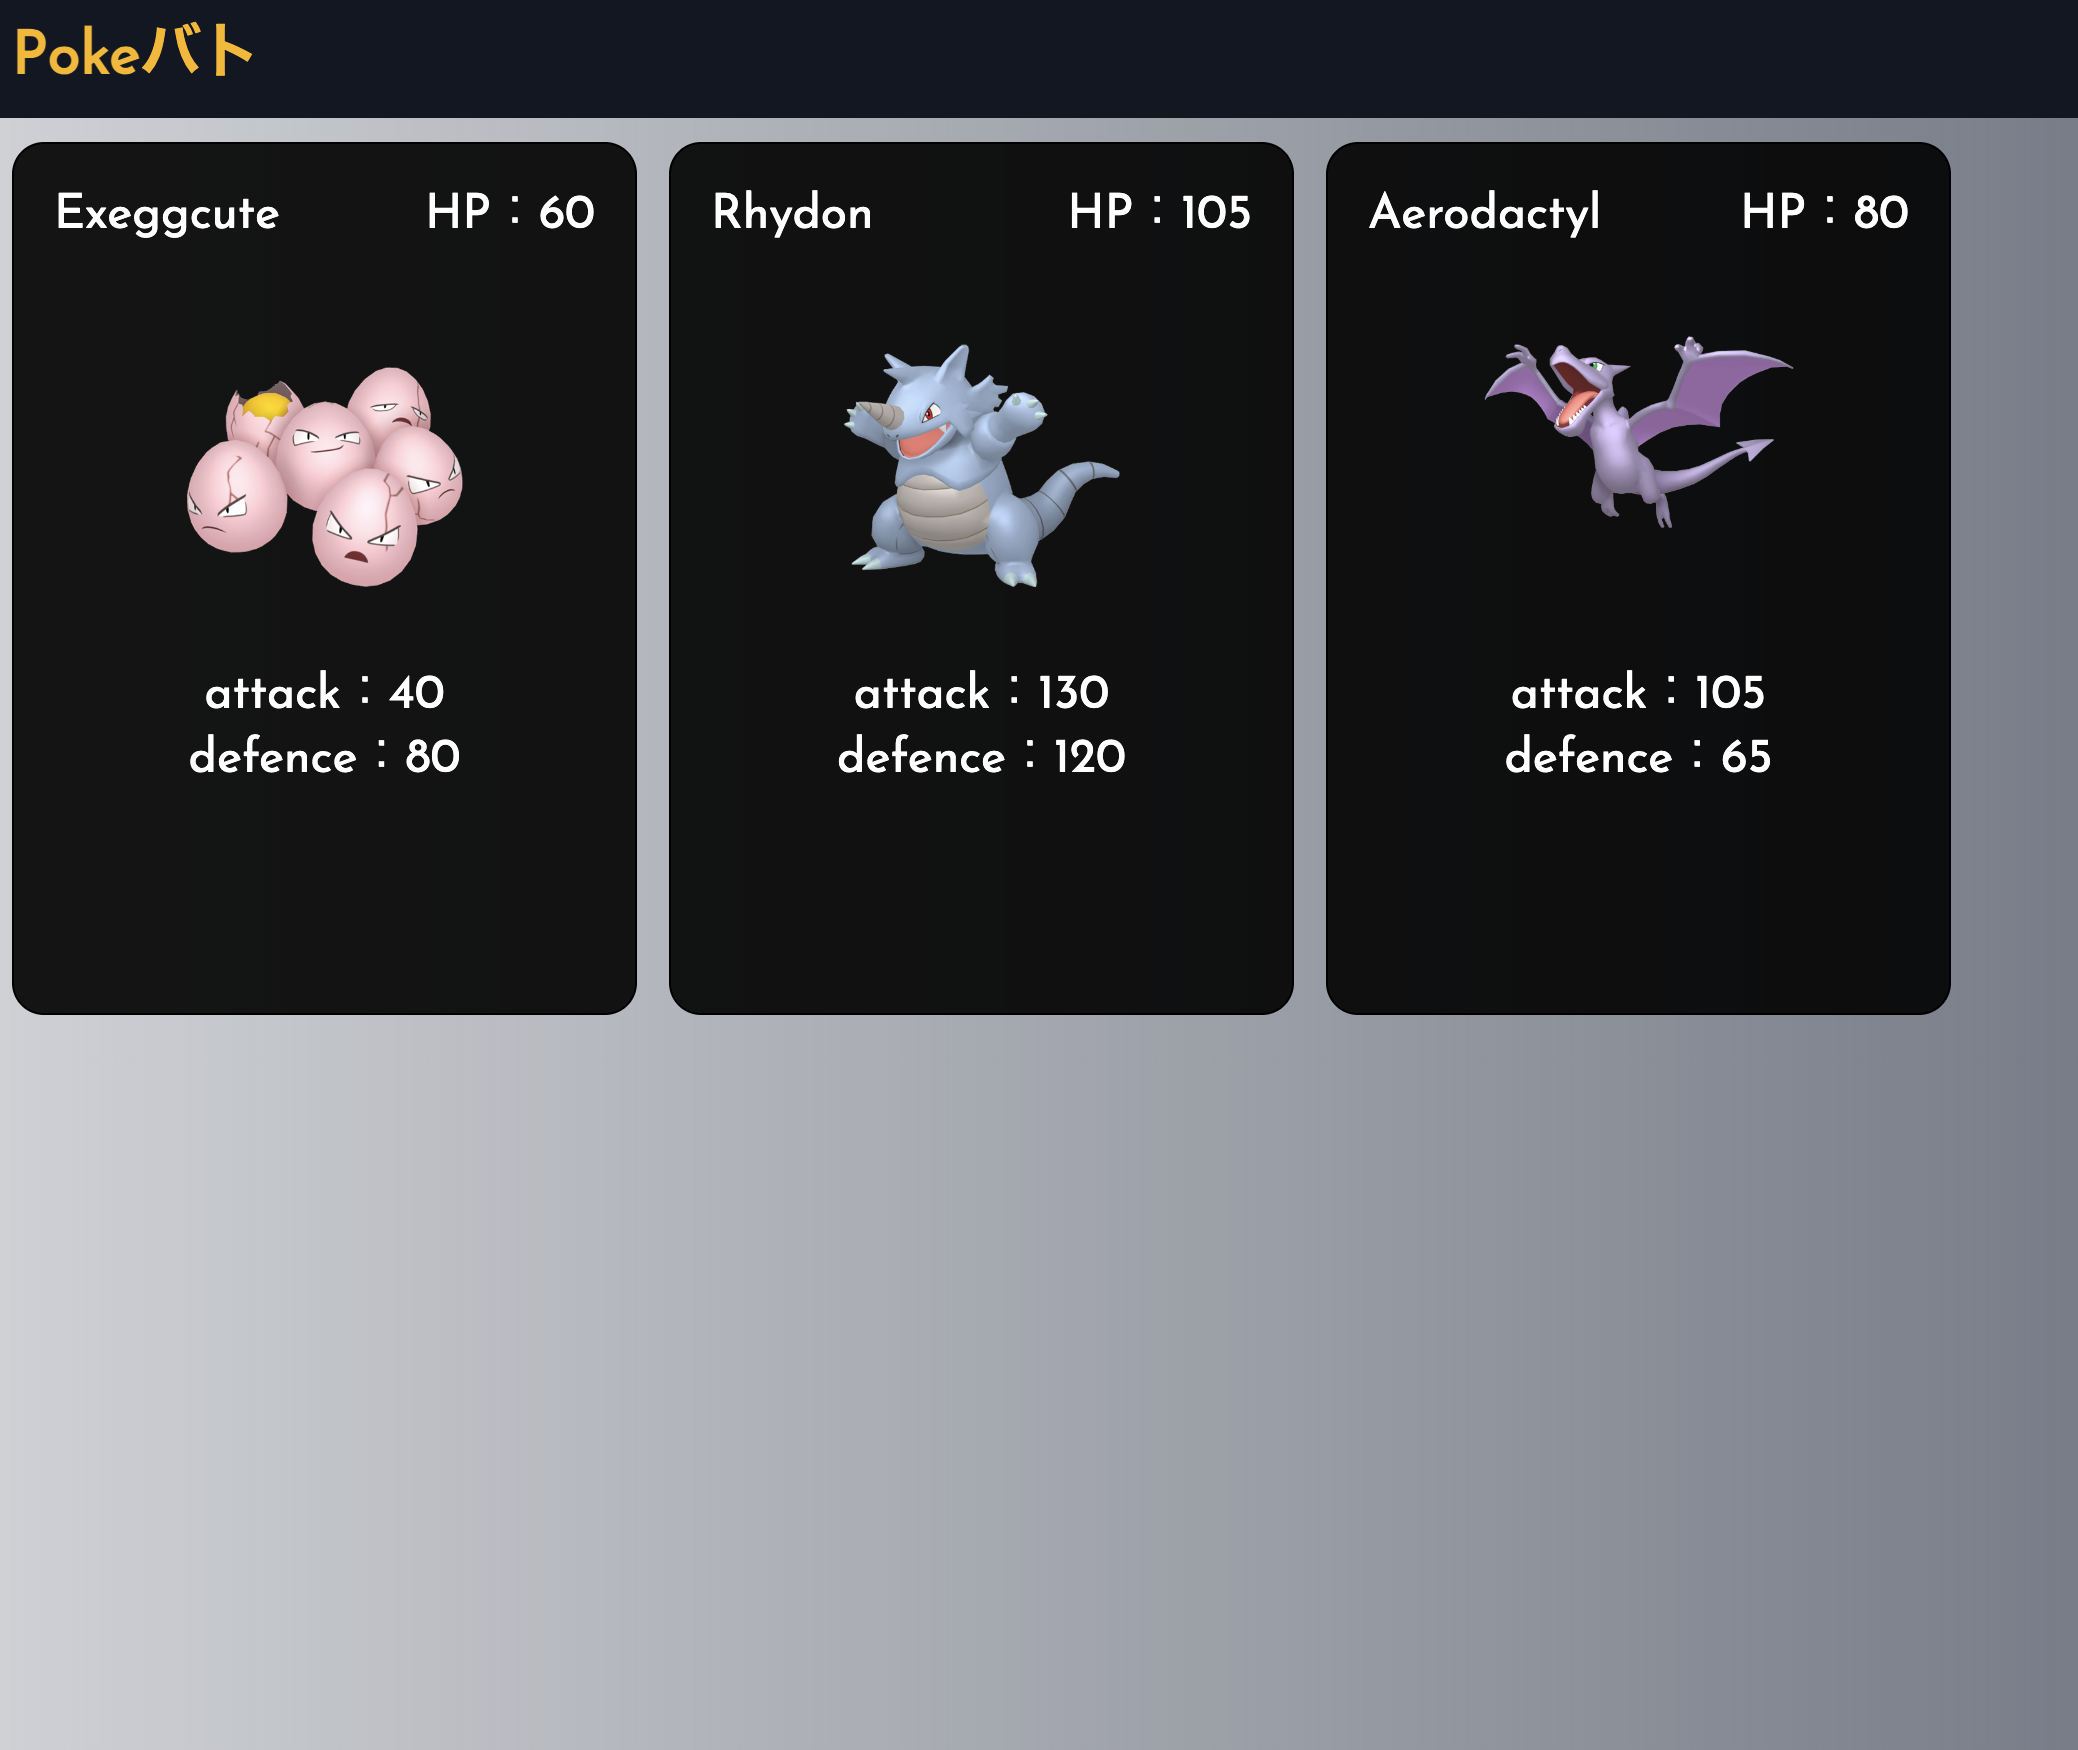 Pokeバト
Exeggcute HP：60
attack：40
defence：80
Rhydon HP：105
attack：130
defence：120
Aerodactyl HP：80
attack：105
defence：65